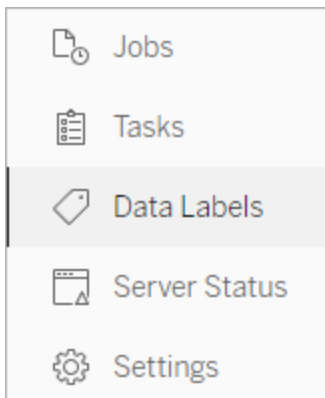 Jobs
Tasks
Data Labels
Server Status
Settings